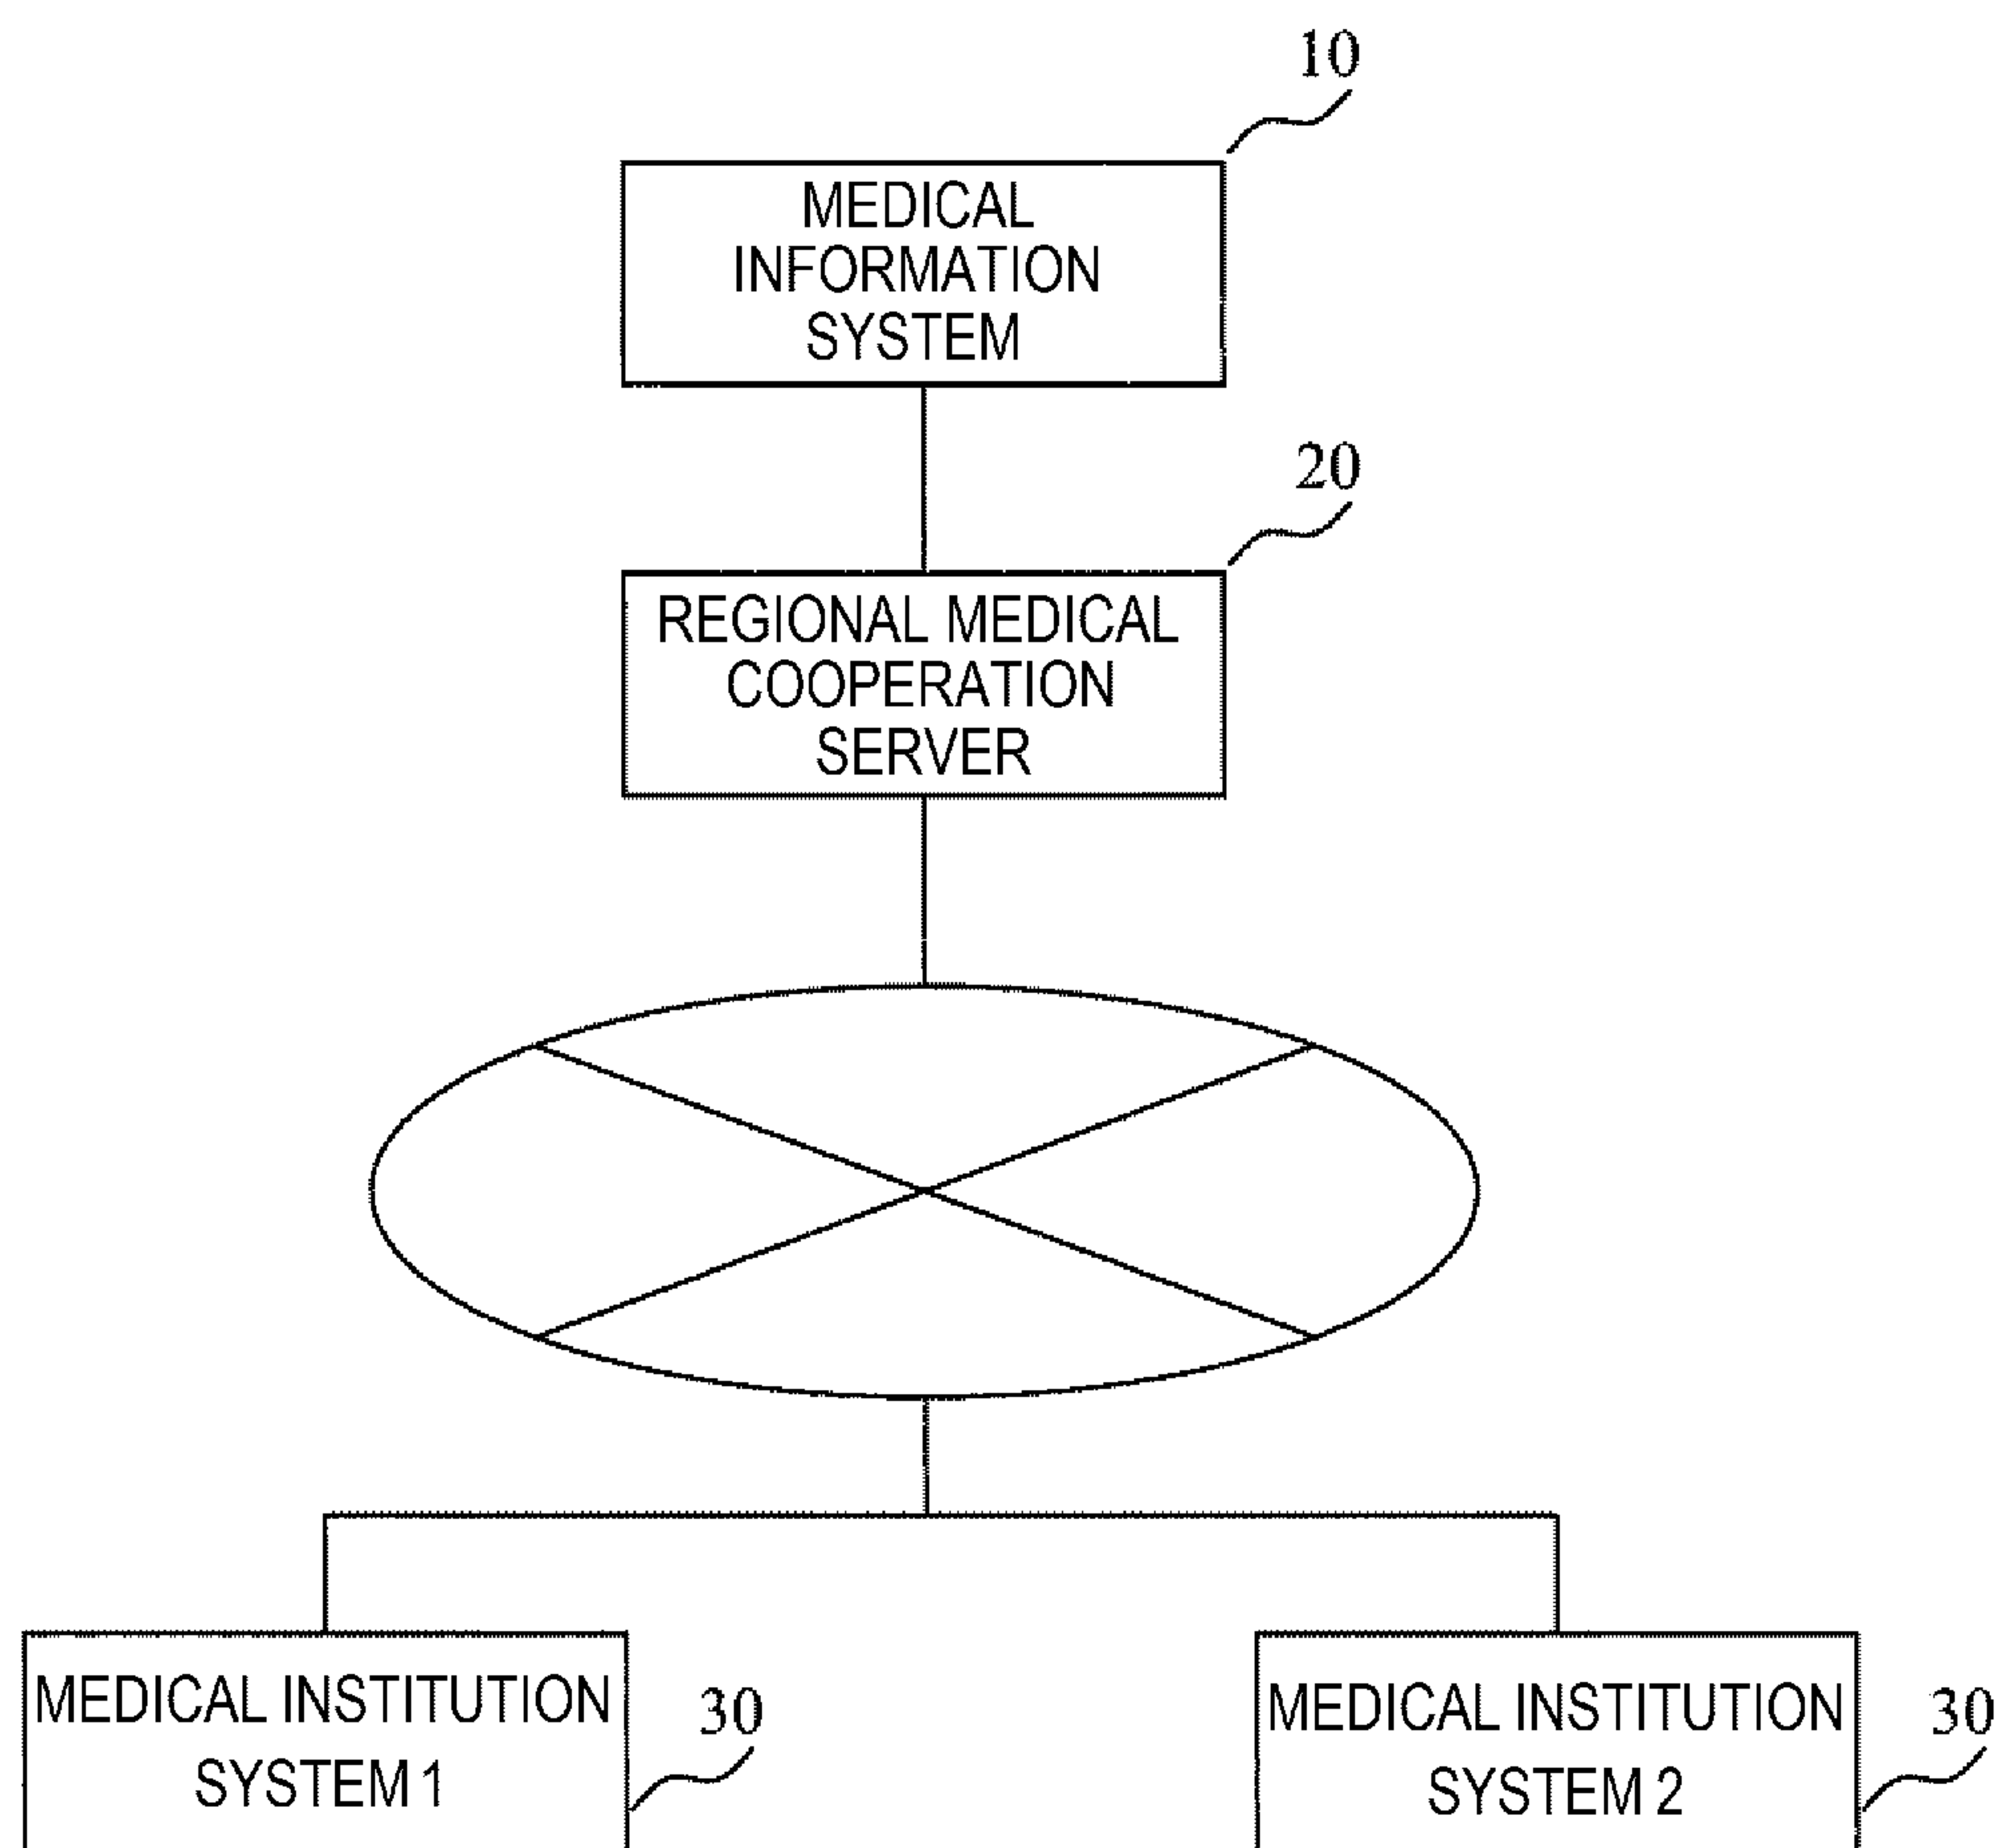 10
MEDICAL
INFORMATION
SYSTEM
20
REGIONAL MEDICAL
COOPERATION
SERVER
MEDICAL INSTITUTION
SYSTEM 1
30
MEDICAL INSTITUTION
SYSTEM 2
30